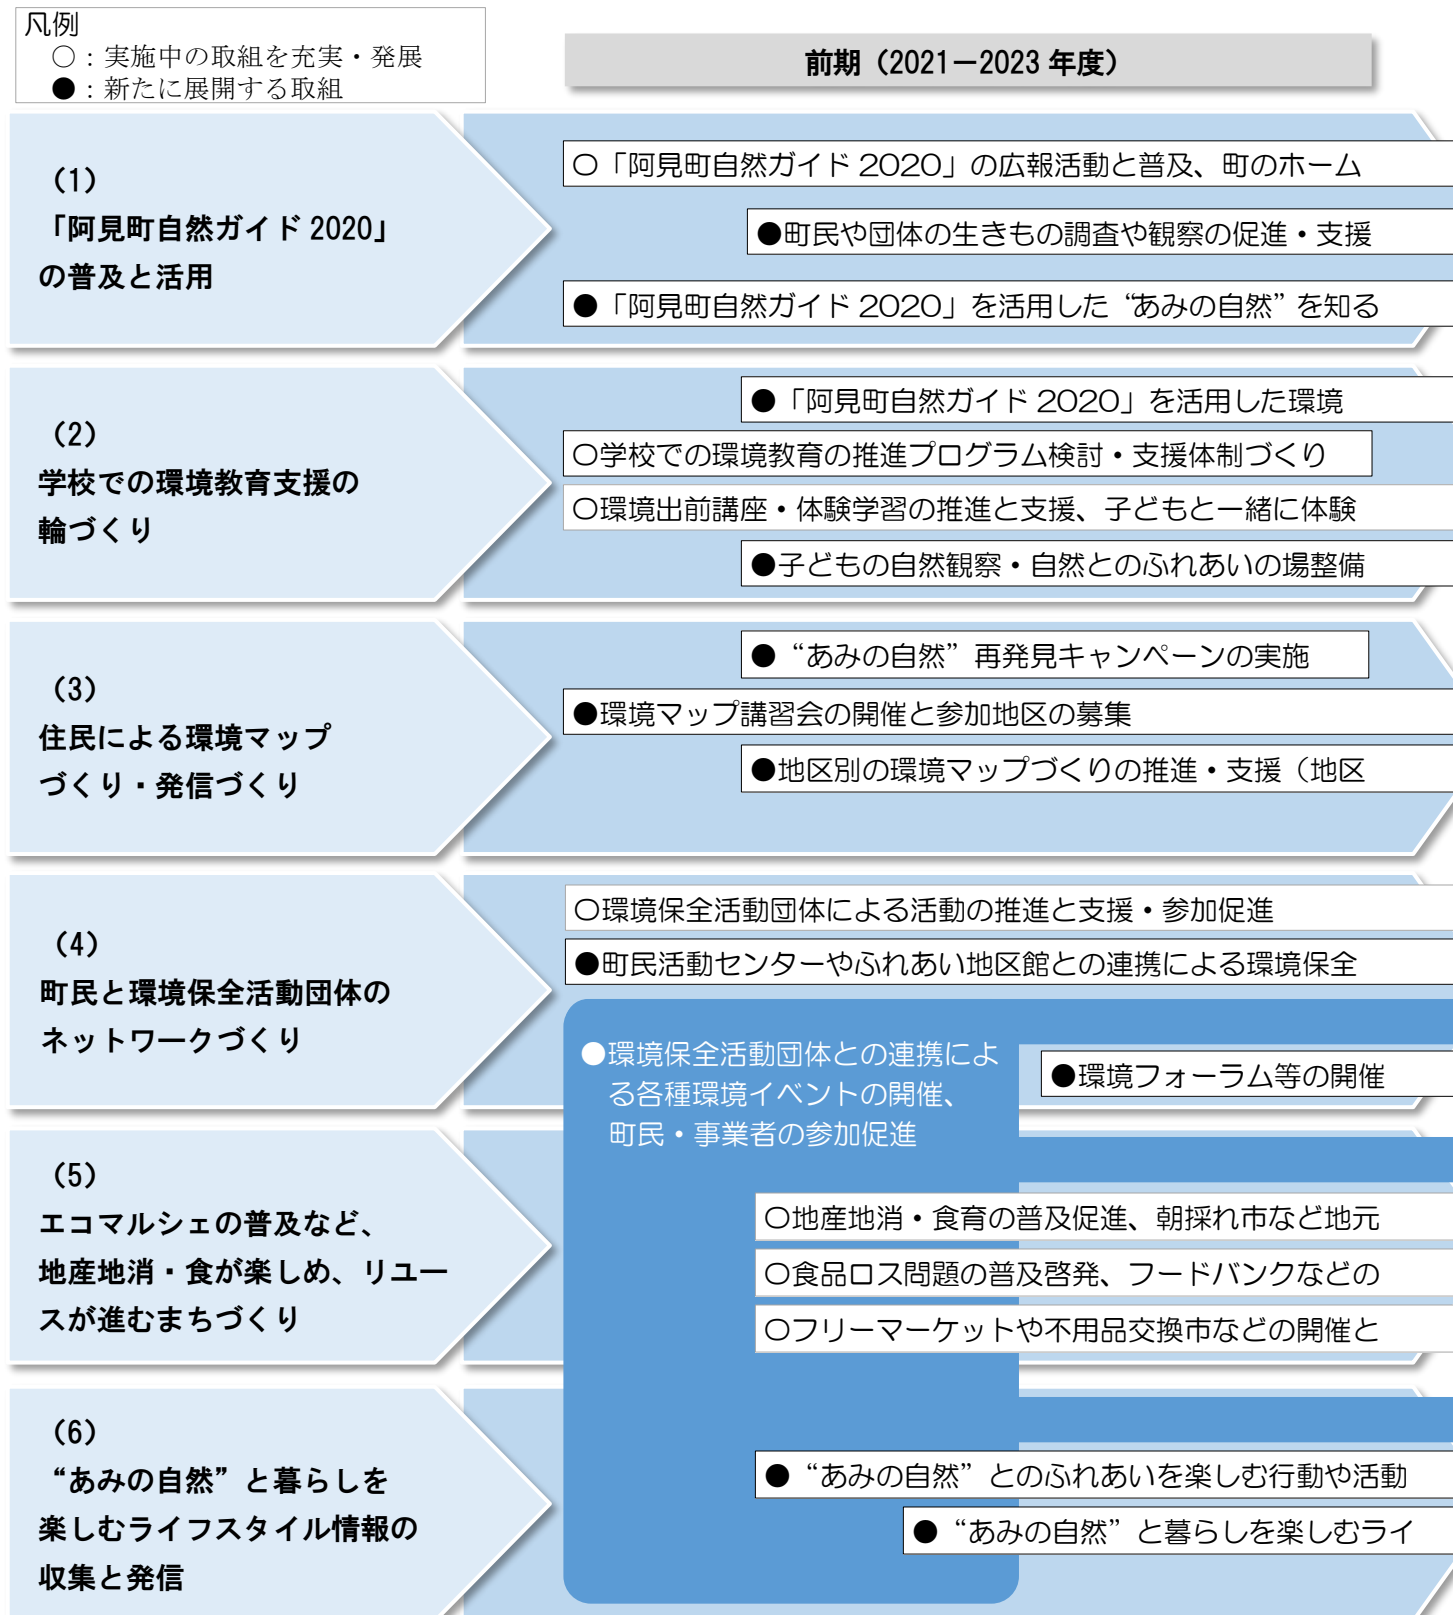 凡例
○：実施中の取組を充実・発展
●：新たに展開する取組
前期（2021－2023 年度）
（1）
「阿見町自然ガイド 2020」
の普及と活用
○「阿見町自然ガイド 2020」の広報活動と普及、町のホーム
●町民や団体の生きもの調査や観察の促進・支援
●「阿見町自然ガイド 2020」を活用した“あみの自然”を知る
（2）
学校での環境教育支援の
輪づくり
●「阿見町自然ガイド 2020」を活用した環境
○学校での環境教育の推進プログラム検討・支援体制づくり
○環境出前講座・体験学習の推進と支援、子どもと一緒に体験
●子どもの自然観察・自然とのふれあいの場整備
（3）
住民による環境マップ
づくり・発信づくり
●“あみの自然”再発見キャンペーンの実施
●環境マップ講習会の開催と参加地区の募集
●地区別の環境マップづくりの推進・支援（地区
（4）
町民と環境保全活動団体の
ネットワークづくり
○環境保全活動団体による活動の推進と支援・参加促進
●町民活動センターやふれあい地区館との連携による環境保全
●環境保全活動団体との連携によ
る各種環境イベントの開催、
町民・事業者の参加促進
●環境フォーラム等の開催
（5）
エコマルシェの普及など、
地産地消・食が楽しめ、リユー
スが進むまちづくり
○地産地消・食育の普及促進、朝採れ市など地元
○食品ロス問題の普及啓発、フードバンクなどの
○フリーマーケットや不用品交換市などの開催と
（6）
“あみの自然”と暮らしを
楽しむライフスタイル情報の
収集と発信
●“あみの自然”とのふれあいを楽しむ行動や活動
●“あみの自然”と暮らしを楽しむライ